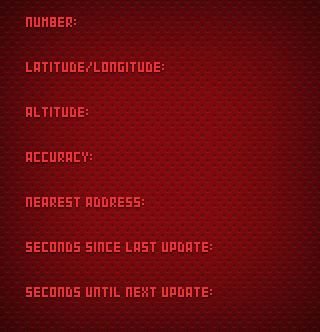 NUMBER:
LATITUDE/LONGITUDE:
ALTITUDE:
ACCURACY:
NEAREST ADDRESS:
SECONDS SINCE LAST UPDATE:
SECONDS UNTIL NEXT UPDATE: